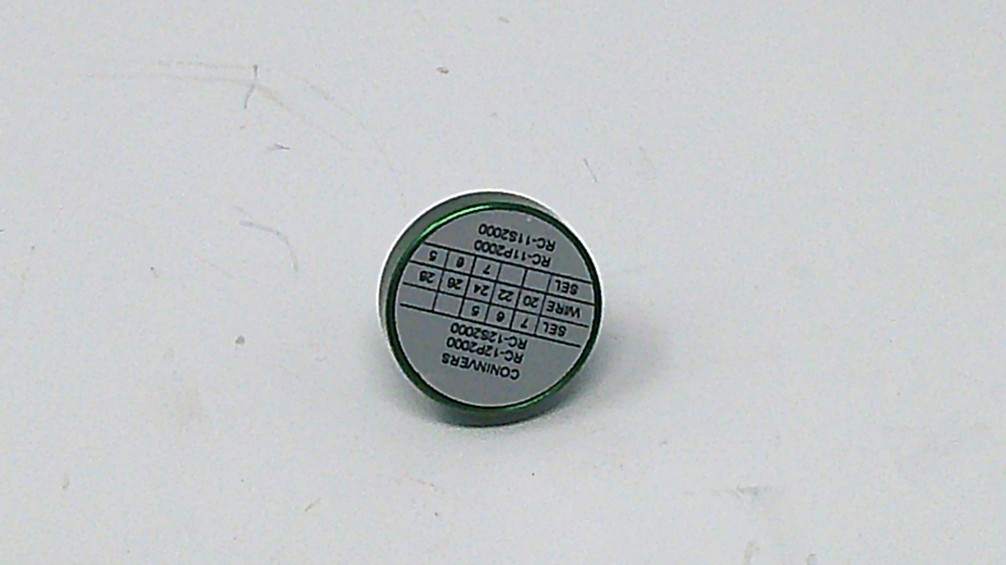 CONINVERS
RC-12P2000
RC-12S2000
SEL 7 6 5
WIRE 20 22 24 26 28
SEL 7 6 5
RC-11P2000
RC-11S2000